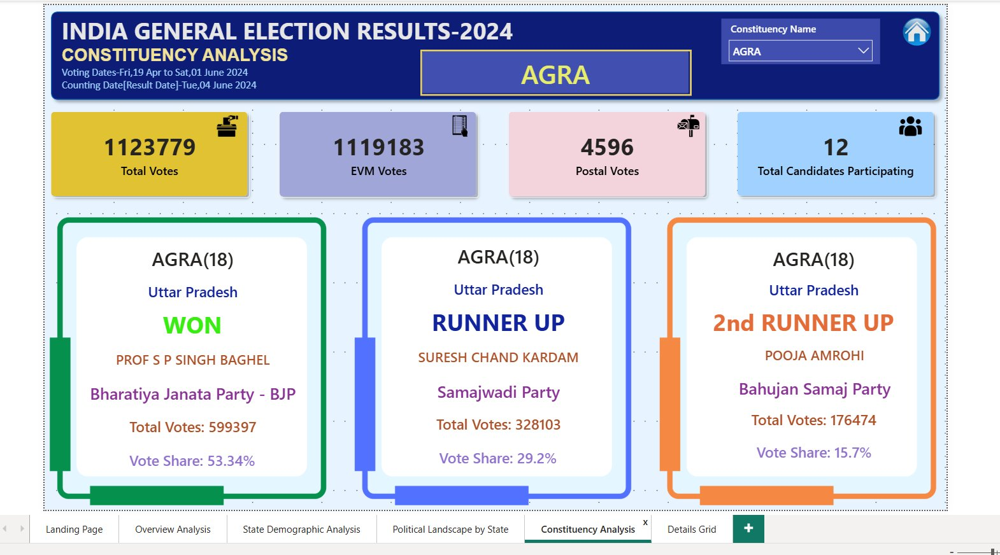 INDIA GENERAL ELECTION RESULTS-2024
CONSTITUENCY ANALYSIS
Voting Dates-Fri,19 Apr to Sat,01 June 2024
Counting Date[Result Date]-Tue,04 June 2024
AGRA
Constituency Name
AGRA
1123779
Total Votes
1119183
EVM Votes
4596
Postal Votes
12
Total Candidates Participating
AGRA(18)
Uttar Pradesh
WON
PROF S P SINGH BAGHEL
Bharatiya Janata Party - BJP
Total Votes: 599397
Vote Share: 53.34%
AGRA(18)
Uttar Pradesh
RUNNER UP
SURESH CHAND KARDAM
Samajwadi Party
Total Votes: 328103
Vote Share: 29.2%
AGRA(18)
Uttar Pradesh
2nd RUNNER UP
POOJA AMROHI
Bahujan Samaj Party
Total Votes: 176474
Vote Share: 15.7%
Landing Page
Overview Analysis
State Demographic Analysis
Political Landscape by State
Constituency Analysis x
Details Grid
+